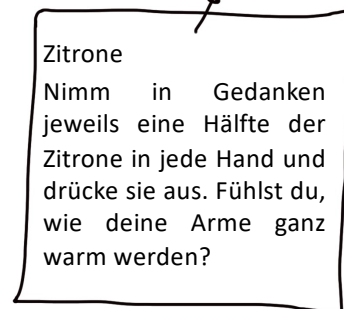 Zitrone
Nimm in Gedanken
jeweils eine Hälfte der
Zitrone in jede Hand und
drücke sie aus. Fühlst du,
wie deine Arme ganz
warm werden?